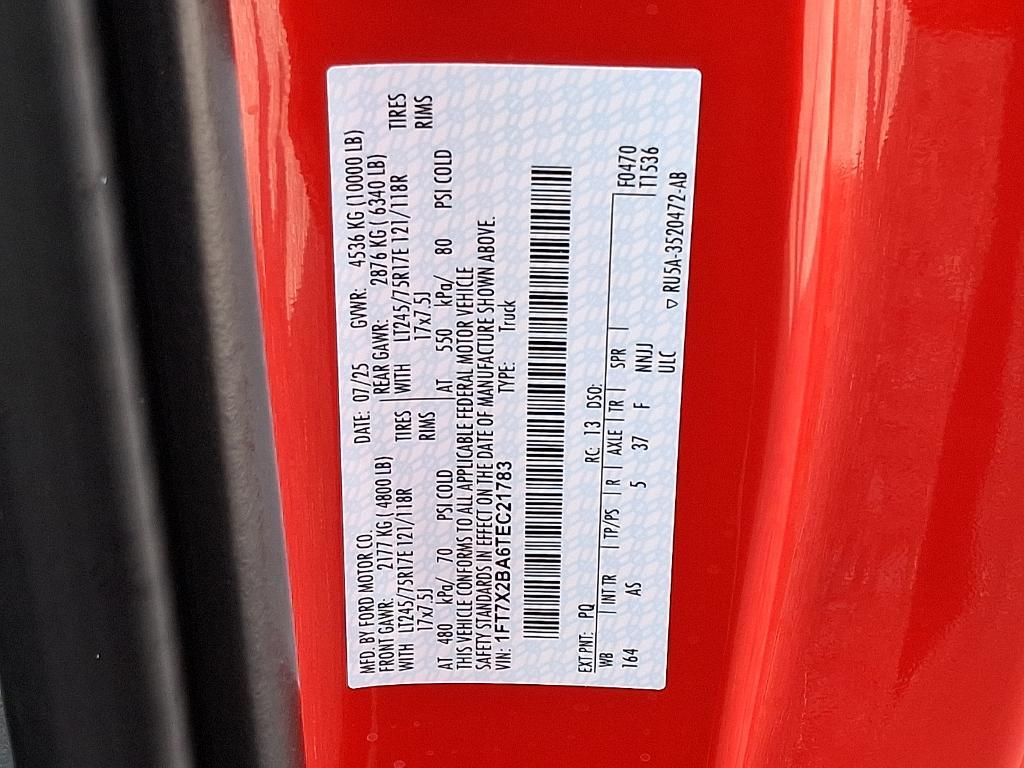 MFD. BY FORD MOTOR CO. DATE: 07/25 GVWR: 4536 KG (10000 LB)
FRONT GAWR: 2177 KG ( 4800 LB) REAR GAWR: 2876 KG ( 6340 LB)
WITH LT245/75R17E 121/118R TIRES WITH LT245/75R17E 121/118R TIRES
17x7.5J RIMS 17x7.5J RIMS
AT 480 kPa/ 70 PSI COLD AT 550 kPa/ 80 PSI COLD
THIS VEHICLE CONFORMS TO ALL APPLICABLE FEDERAL MOTOR VEHICLE
SAFETY STANDARDS IN EFFECT ON THE DATE OF MANUFACTURE SHOWN ABOVE.
VIN: 1FT7X2BA6TEC21783 TYPE: Truck
EXT PNT: PQ RC: 13 DSO:
WB INT TR TP/PS R AXLE TR SPR F0470
164 AS 5 37 F NNJJ T1536
ULC
▽ RU5A-3520472-AB